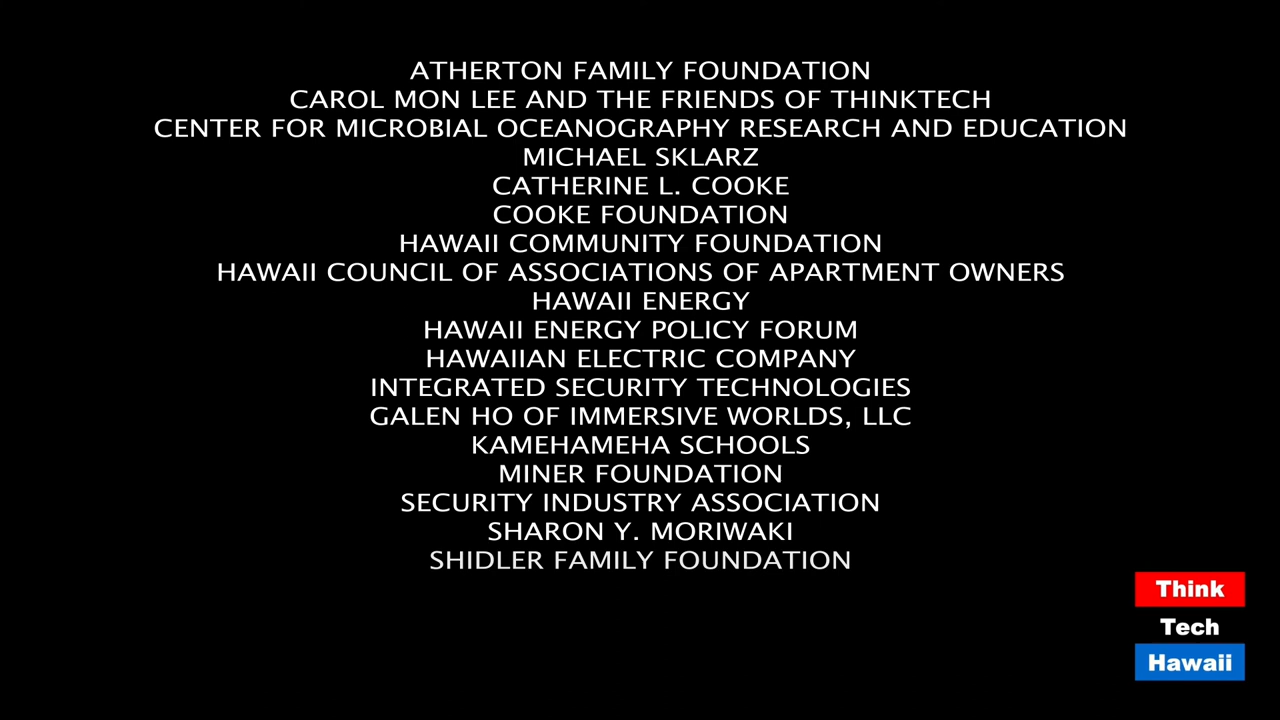 ATHERTON FAMILY FOUNDATION
CAROL MON LEE AND THE FRIENDS OF THINKTECH
CENTER FOR MICROBIAL OCEANOGRAPHY RESEARCH AND EDUCATION
MICHAEL SKLARZ
CATHERINE L. COOKE
COOKE FOUNDATION
HAWAII COMMUNITY FOUNDATION
HAWAII COUNCIL OF ASSOCIATIONS OF APARTMENT OWNERS
HAWAII ENERGY
HAWAII ENERGY POLICY FORUM
HAWAIIAN ELECTRIC COMPANY
INTEGRATED SECURITY TECHNOLOGIES
GALEN HO OF IMMERSIVE WORLDS, LLC
KAMEHAMEHA SCHOOLS
MINER FOUNDATION
SECURITY INDUSTRY ASSOCIATION
SHARON Y. MORIWAKI
SHIDLER FAMILY FOUNDATION
Think
Tech
Hawaii